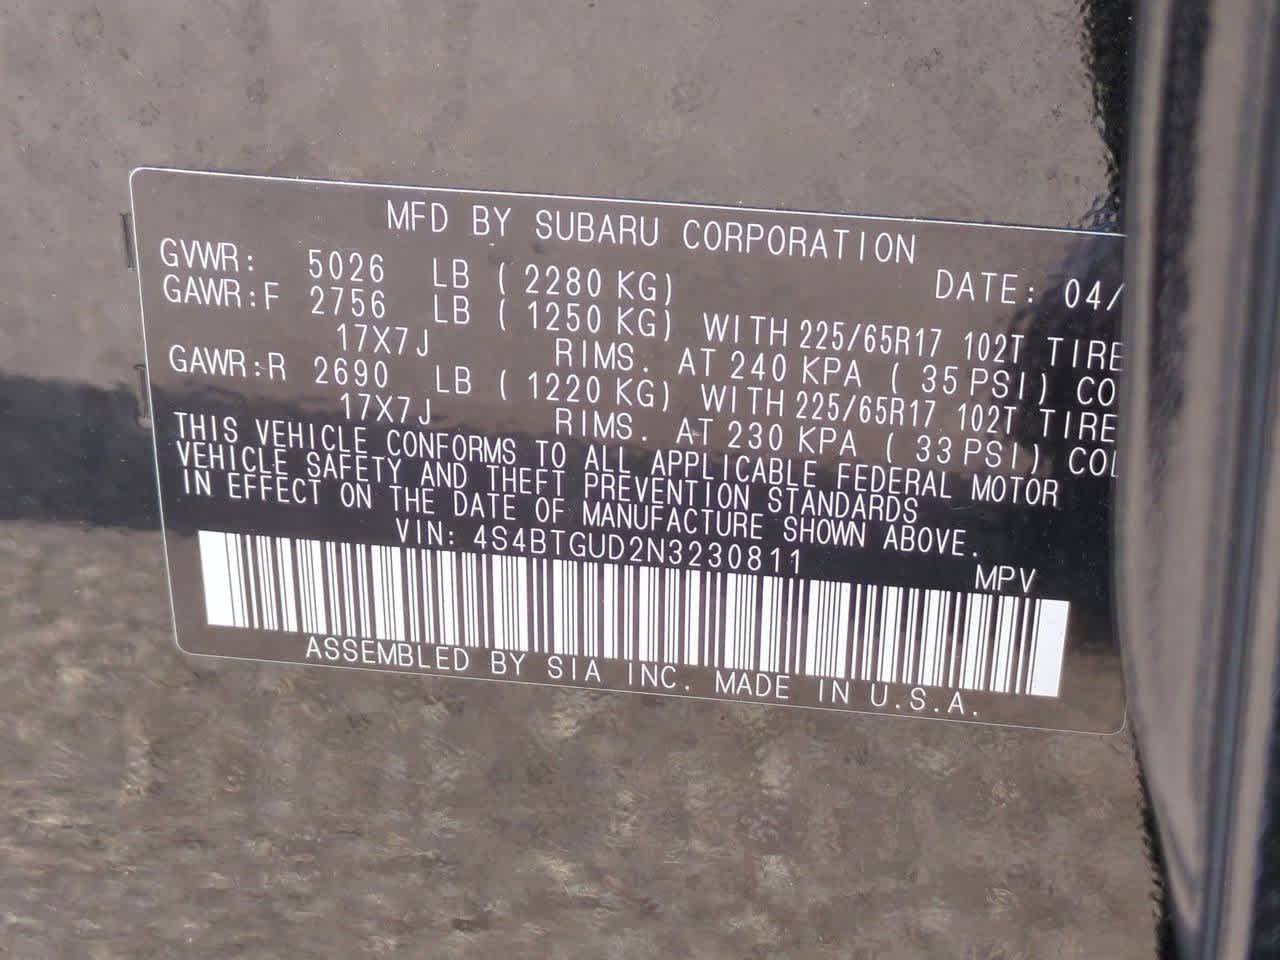 MFD BY SUBARU CORPORATION
DATE: 04/
GVWR: 5026 LB (2280 KG)
GAWR:F 2756 LB (1250 KG) WITH 225/65R17 102T TIRE
17X7J RIMS. AT 240 KPA (35 PSI) CO
GAWR:R 2690 LB (1220 KG) WITH 225/65R17 102T TIRE
17X7J RIMS. AT 230 KPA (33 PSI) COL
THIS VEHICLE CONFORMS TO ALL APPLICABLE FEDERAL MOTOR
VEHICLE SAFETY AND THEFT PREVENTION STANDARDS
IN EFFECT ON THE DATE OF MANUFACTURE SHOWN ABOVE.
VIN: 4S4BTGUD2N3230811
MPV
ASSEMBLED BY SIA INC. MADE IN U.S.A.